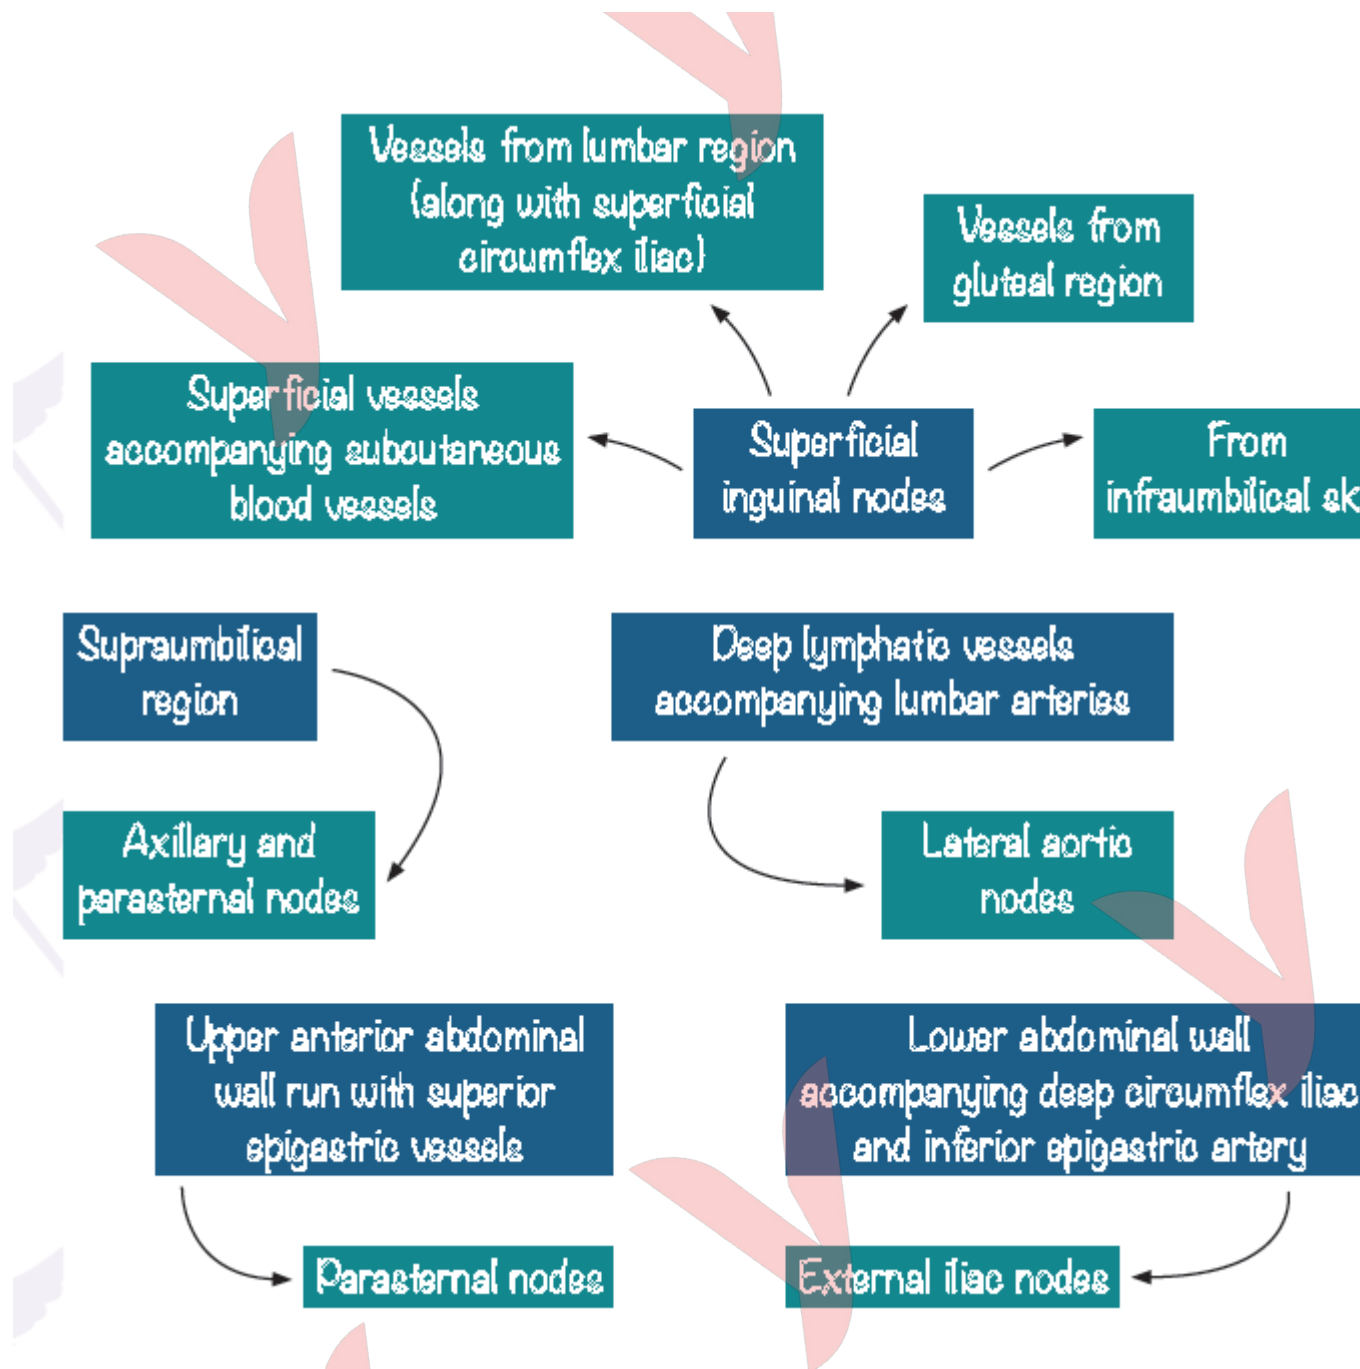 Vessels from lumbar region
(along with superficial
circumflex iliac)
Vessels from
gluteal region
Superficial vessels
accompanying subcutaneous
blood vessels
Superficial
inguinal nodes
From
infraumbilical sk
Supraumbilical
region
Deep lymphatic vessels
accompanying lumbar arteries
Axillary and
parasternal nodes
Lateral aortic
nodes
Upper anterior abdominal
wall run with superior
epigastric vessels
Lower abdominal wall
accompanying deep circumflex iliac
and inferior epigastric artery
Parasternal nodes
External iliac nodes